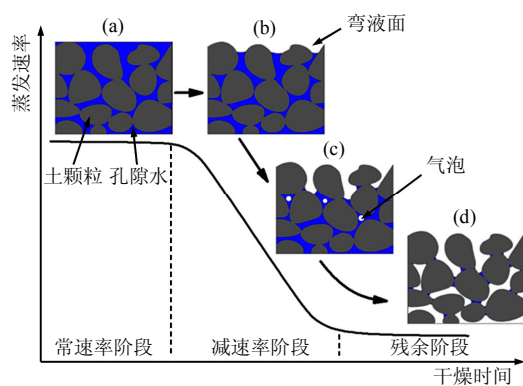 (a)
(b)
弯液面
蒸发速率
土颗粒
孔隙水
(c)
气泡
(d)
常速率阶段
减速率阶段
残余阶段
干燥时间